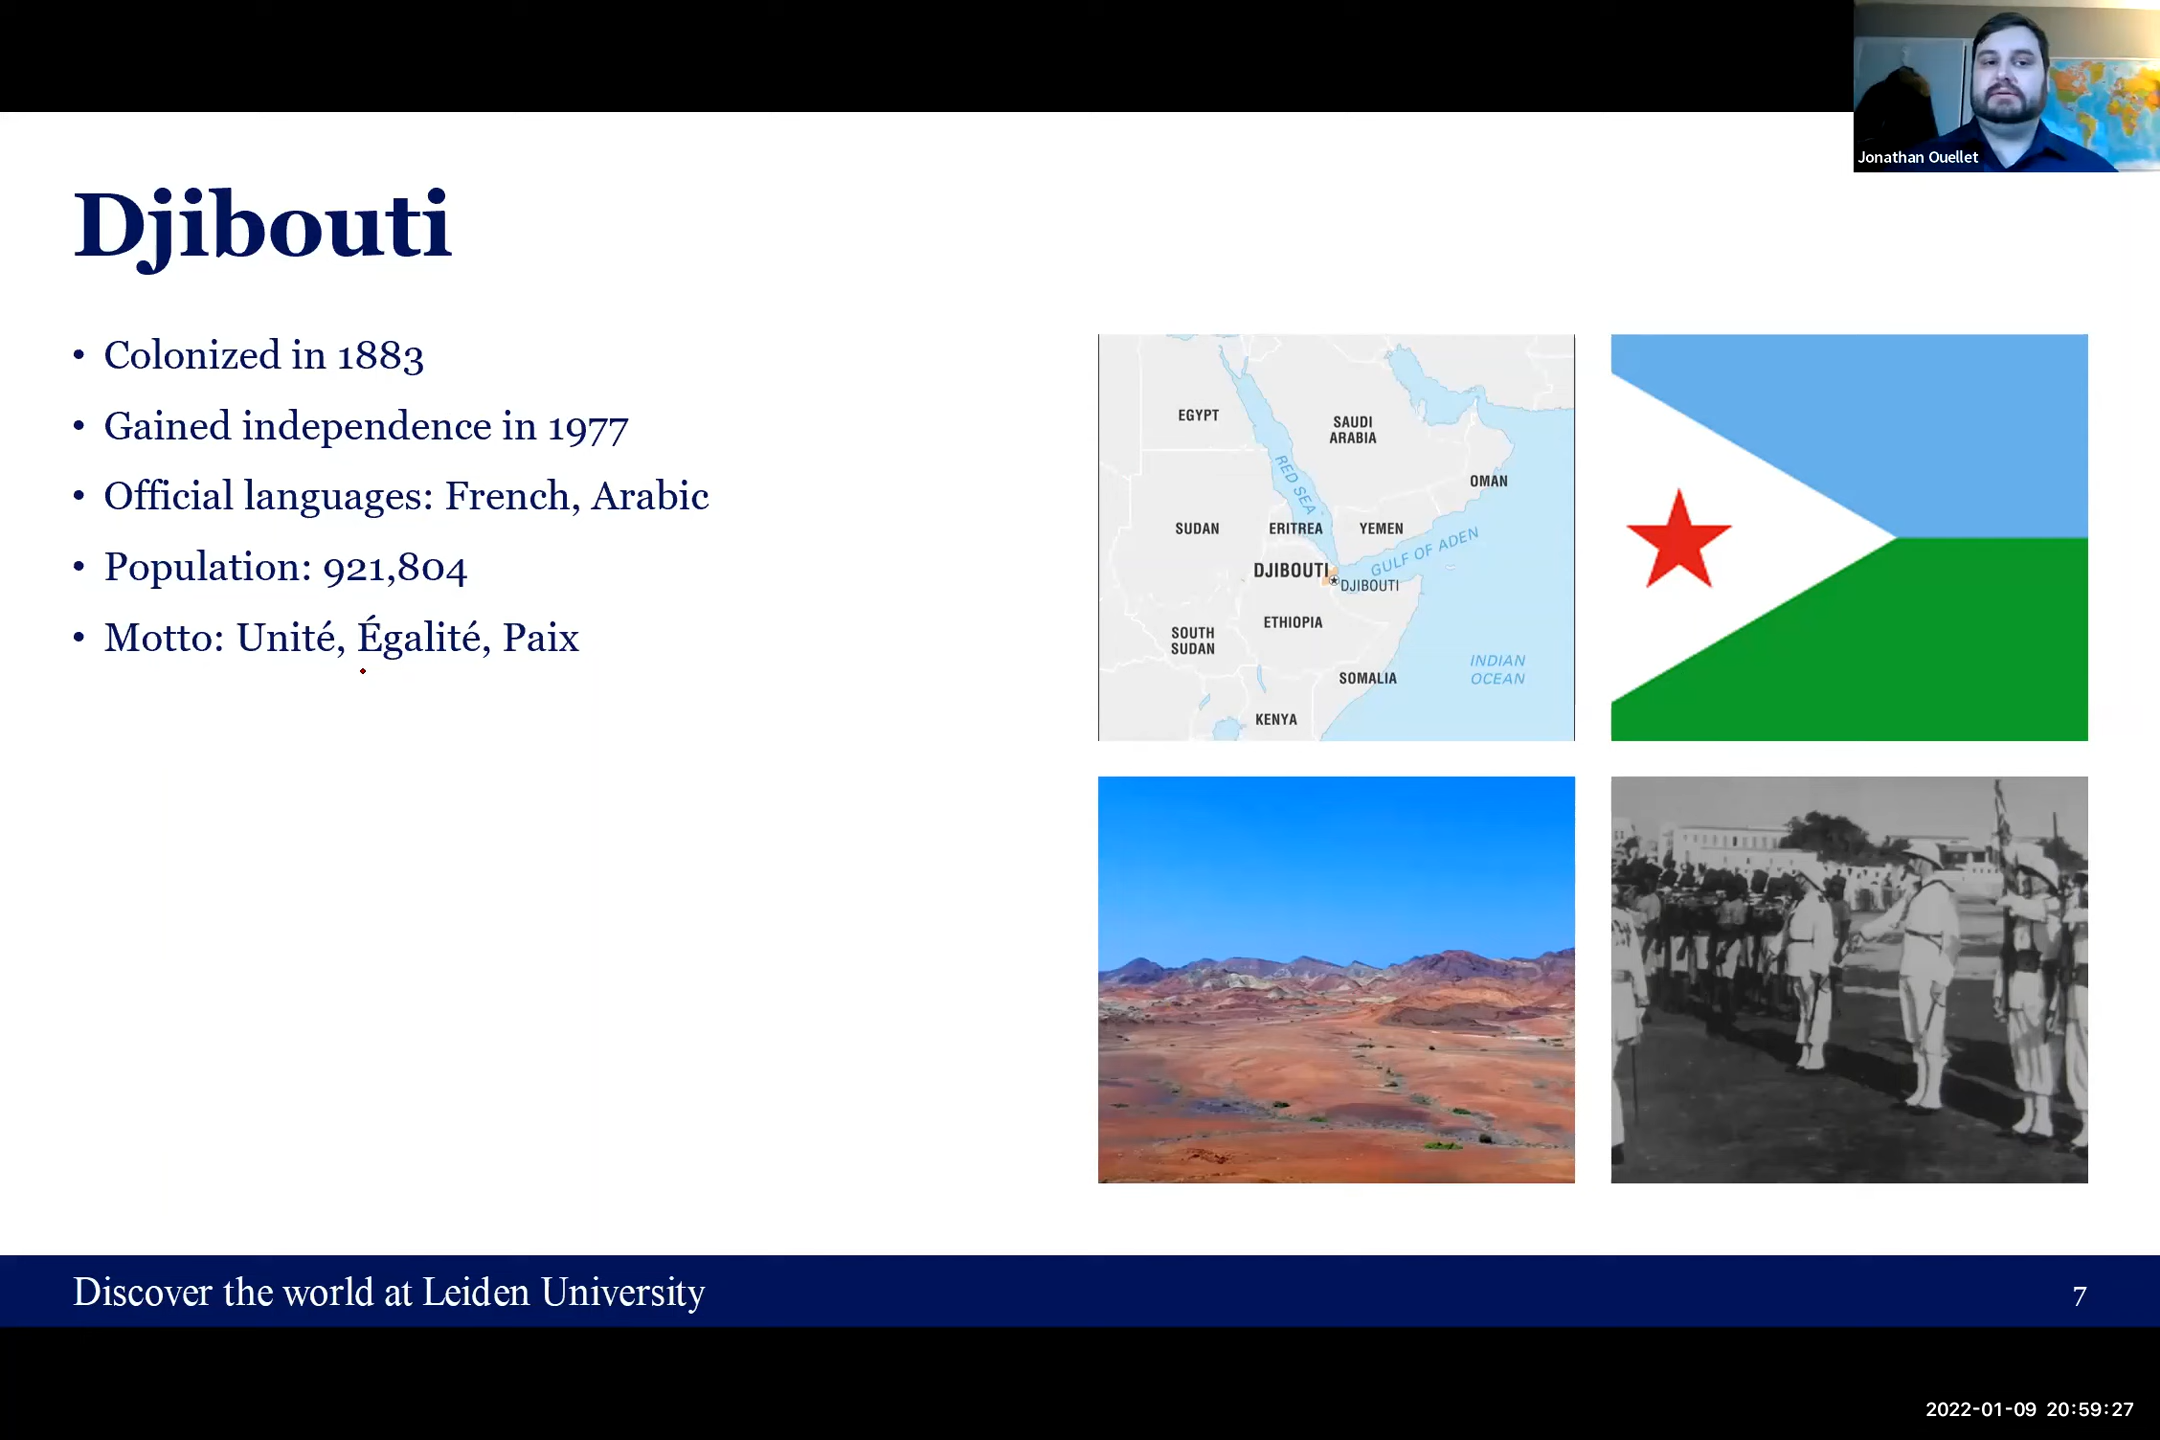 Jonathan Ouellet
Djibouti
• Colonized in 1883
• Gained independence in 1977
• Official languages: French, Arabic
• Population: 921,804
• Motto: Unité, Égalité, Paix
EGYPT
SAUDI
ARABIA
RED SEA
OMAN
SUDAN
ERITREA
YEMEN
GULF OF ADEN
DJIBOUTI
DJIBOUTI
ETHIOPIA
SOUTH
SUDAN
INDIAN
OCEAN
SOMALIA
KENYA
Discover the world at Leiden University
7
2022-01-09 20:59:27